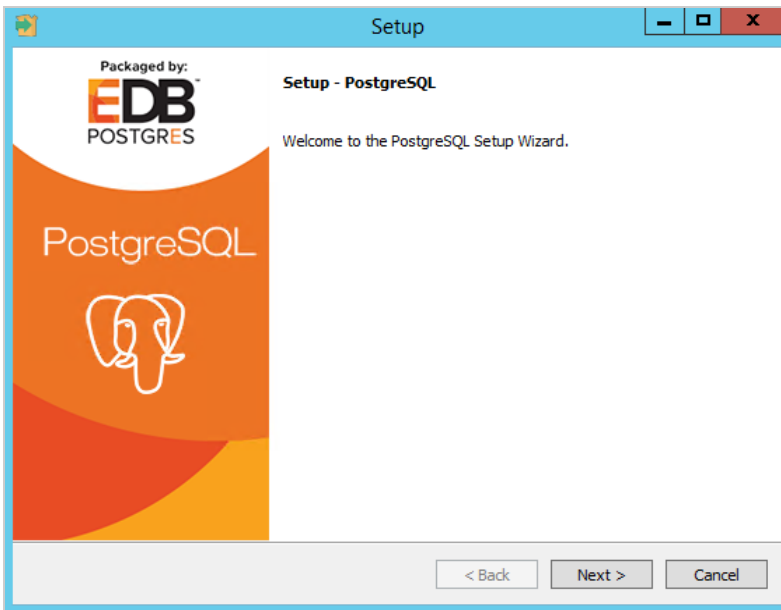 Setup
Packaged by:
EDB
POSTGRES
PostgreSQL
Setup - PostgreSQL
Welcome to the PostgreSQL Setup Wizard.
< Back
Next >
Cancel